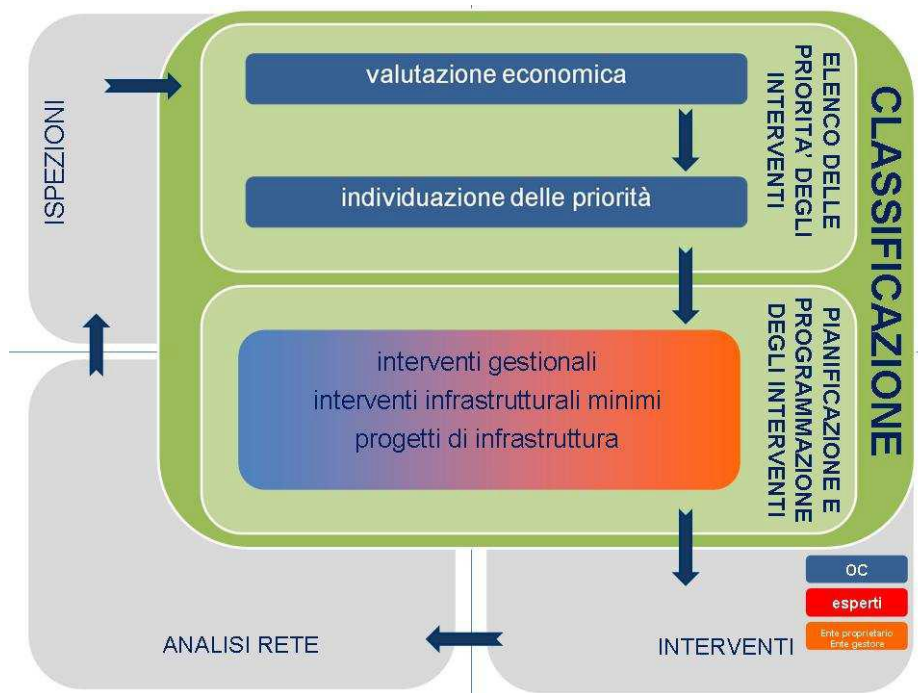 ISPEZIONI
valutazione economica
individuazione delle priorità
ELENCO DELLE
PRIORITA' DEGLI
INTERVENTI
CLASSIFICAZIONE
interventi gestionali
interventi infrastrutturali minimi
progetti di infrastruttura
PIANIFICAZIONE E
PROGRAMMAZIONE
DEGLI INTERVENTI
ANALISI RETE
INTERVENTI
OC
esperti
Ente proprietario
Ente gestore